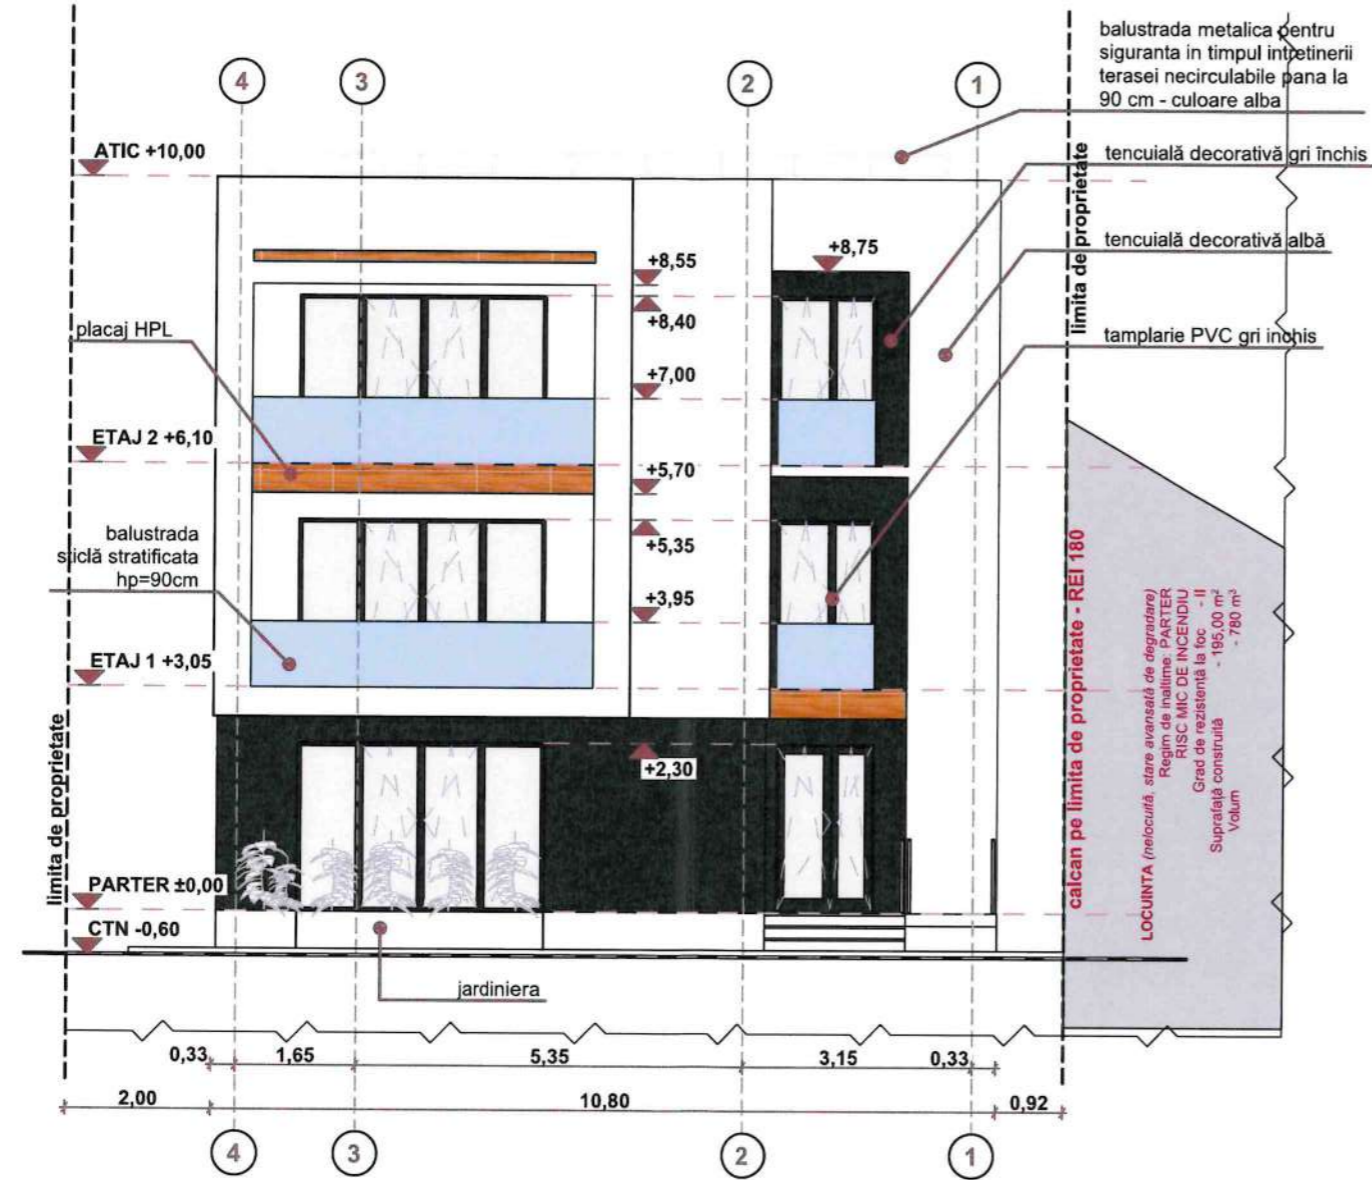 balustrada metalica pentru
siguranta in timpul intretinerii
terasei necirculabile pana la
90 cm - culoare alba
4
3
2
1
ATIC +10,00
tencuială decorativă gri închis
limita de proprietate
tencuială decorativă albă
+8,75
+8,55
+8,40
placaj HPL
tamplarie PVC gri inchis
+7,00
ETAJ 2 +6,10
+5,70
balustrada
sticlă stratificata
hp=90cm
+5,35
+3,95
ETAJ 1 +3,05
calcan pe limita de proprietate - REI 180
LOCUINTA (nelocuită, stare avansată de degradare)
Regim de inaltime: PARTER
RISC MIC DE INCENDIU
Grad de rezistență la foc - II
Suprafață construită - 195,00 m²
Volum - 780 m³
limita de proprietate
+2,30
PARTER ±0,00
CTN -0,60
jardiniera
0,33 1,65 5,35 3,15 0,33
2,00 10,80 0,92
4
3
2
1